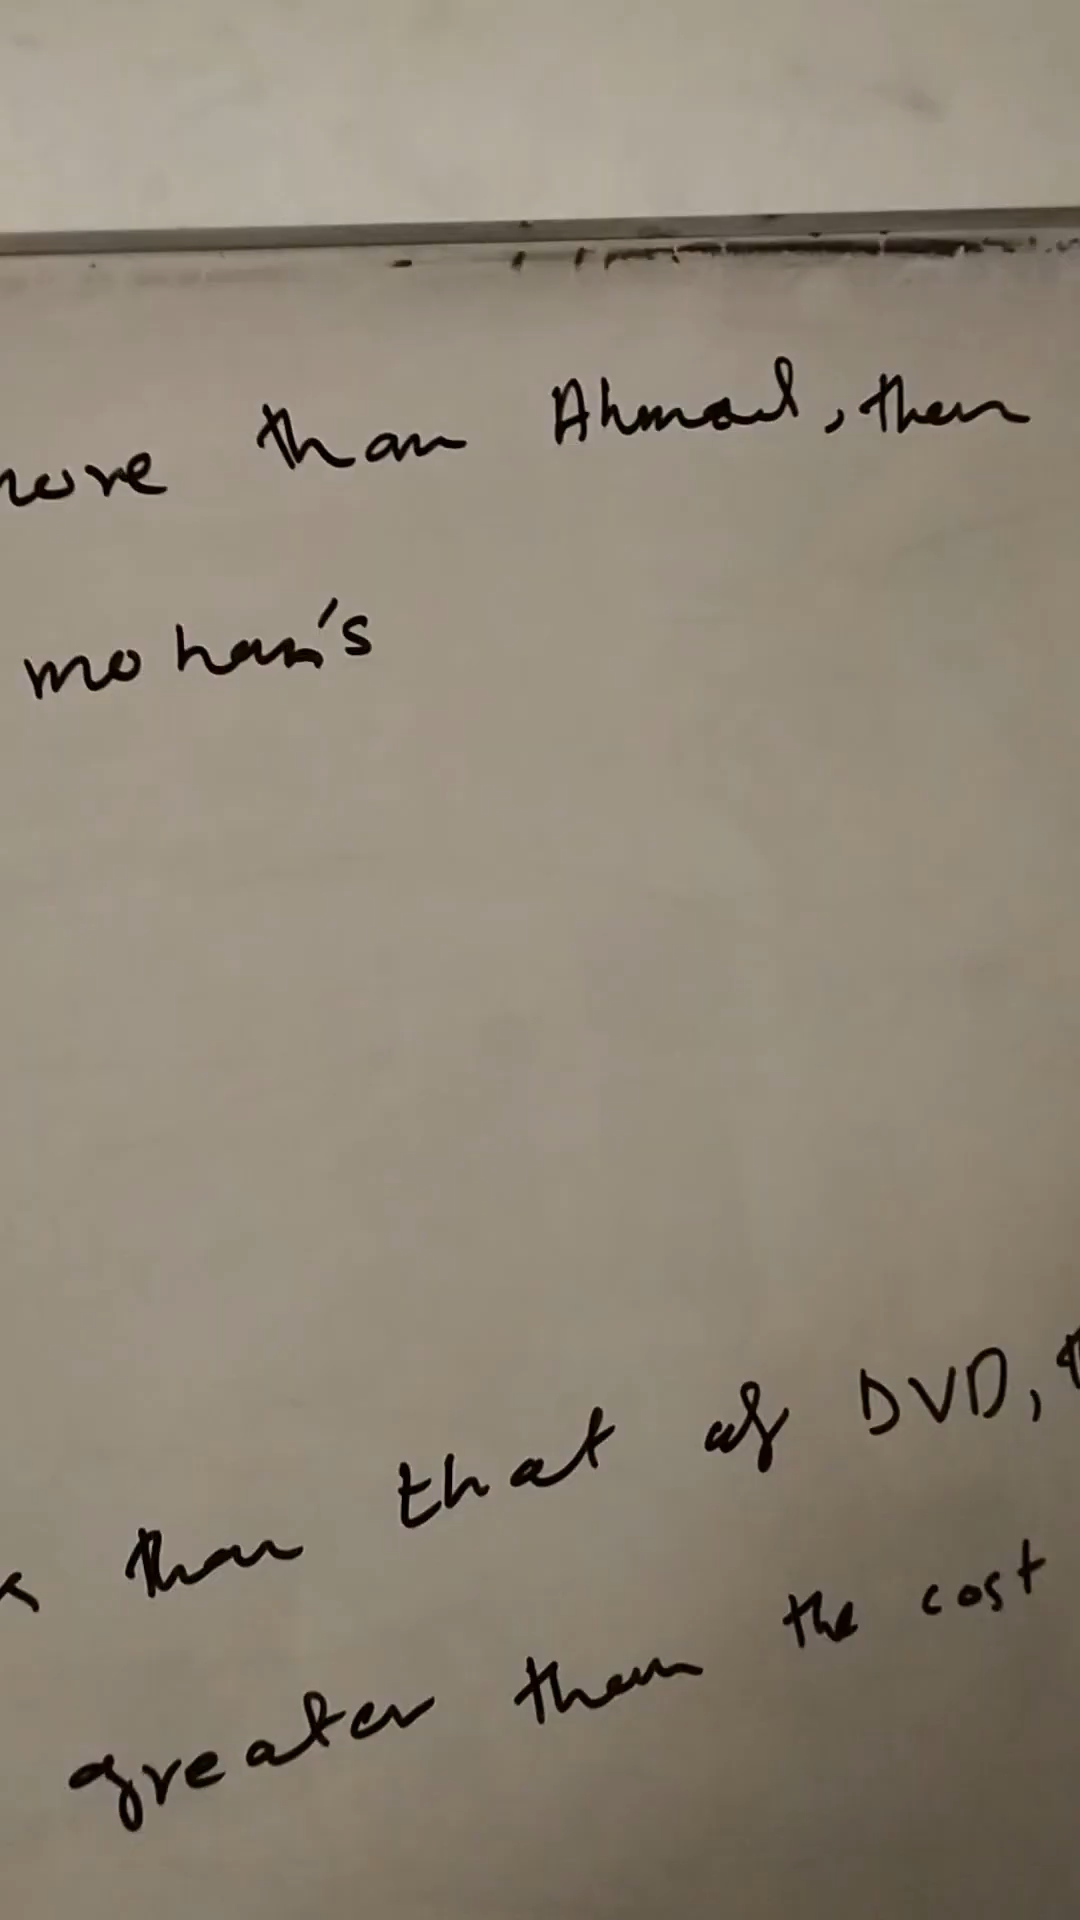 more than Ahmad, then
mohan's
than that of DVD,
greater than the cost